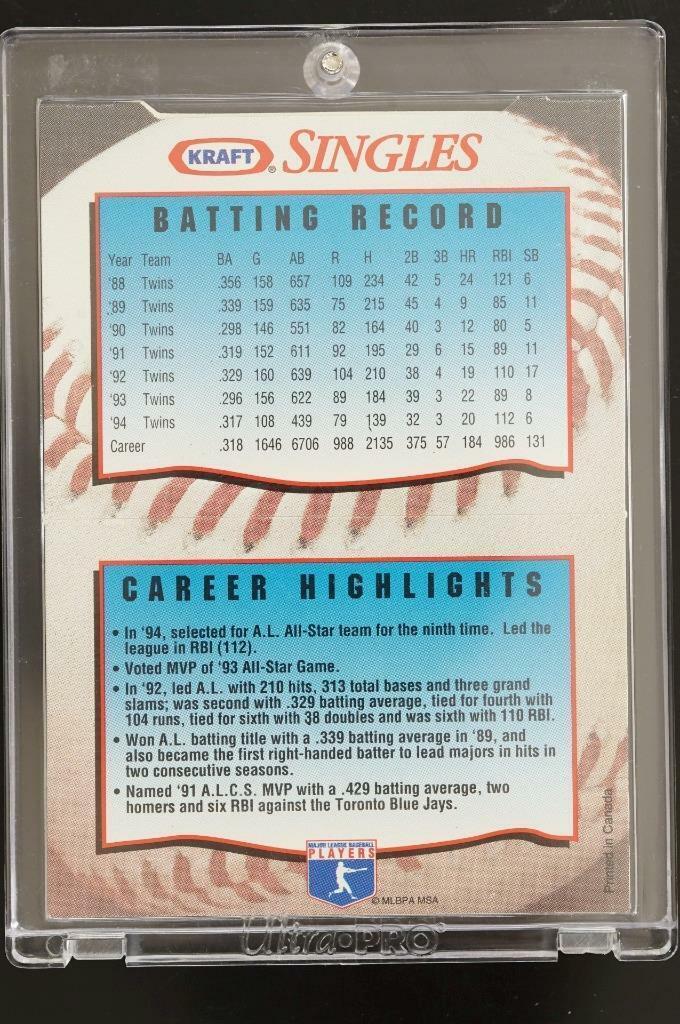 KRAFT® SINGLES
BATTING RECORD
Year Team BA G AB R H 2B 3B HR RBI SB
'88 Twins .356 158 657 109 234 42 5 24 121 6
'89 Twins .339 159 635 75 215 45 4 9 85 11
'90 Twins .298 146 551 82 164 40 3 12 80 5
'91 Twins .319 152 611 92 195 29 6 15 89 11
'92 Twins .329 160 639 104 210 38 4 19 110 17
'93 Twins .296 156 622 89 184 39 3 22 89 8
'94 Twins .317 108 439 79 139 32 3 20 112 6
Career .318 1646 6706 988 2135 375 57 184 986 131
CAREER HIGHLIGHTS
• In '94, selected for A.L. All-Star team for the ninth time. Led the
league in RBI (112).
• Voted MVP of '93 All-Star Game.
• In '92, led A.L. with 210 hits, 313 total bases and three grand
slams; was second with .329 batting average, tied for fourth with
104 runs, tied for sixth with 38 doubles and was sixth with 110 RBI.
• Won A.L. batting title with a .339 batting average in '89, and
also became the first right-handed batter to lead majors in hits in
two consecutive seasons.
• Named '91 A.L.C.S. MVP with a .429 batting average, two
homers and six RBI against the Toronto Blue Jays.
Printed in Canada
MAJOR LEAGUE BASEBALL
PLAYERS
© MLBPA MSA
Ultra•PRO®